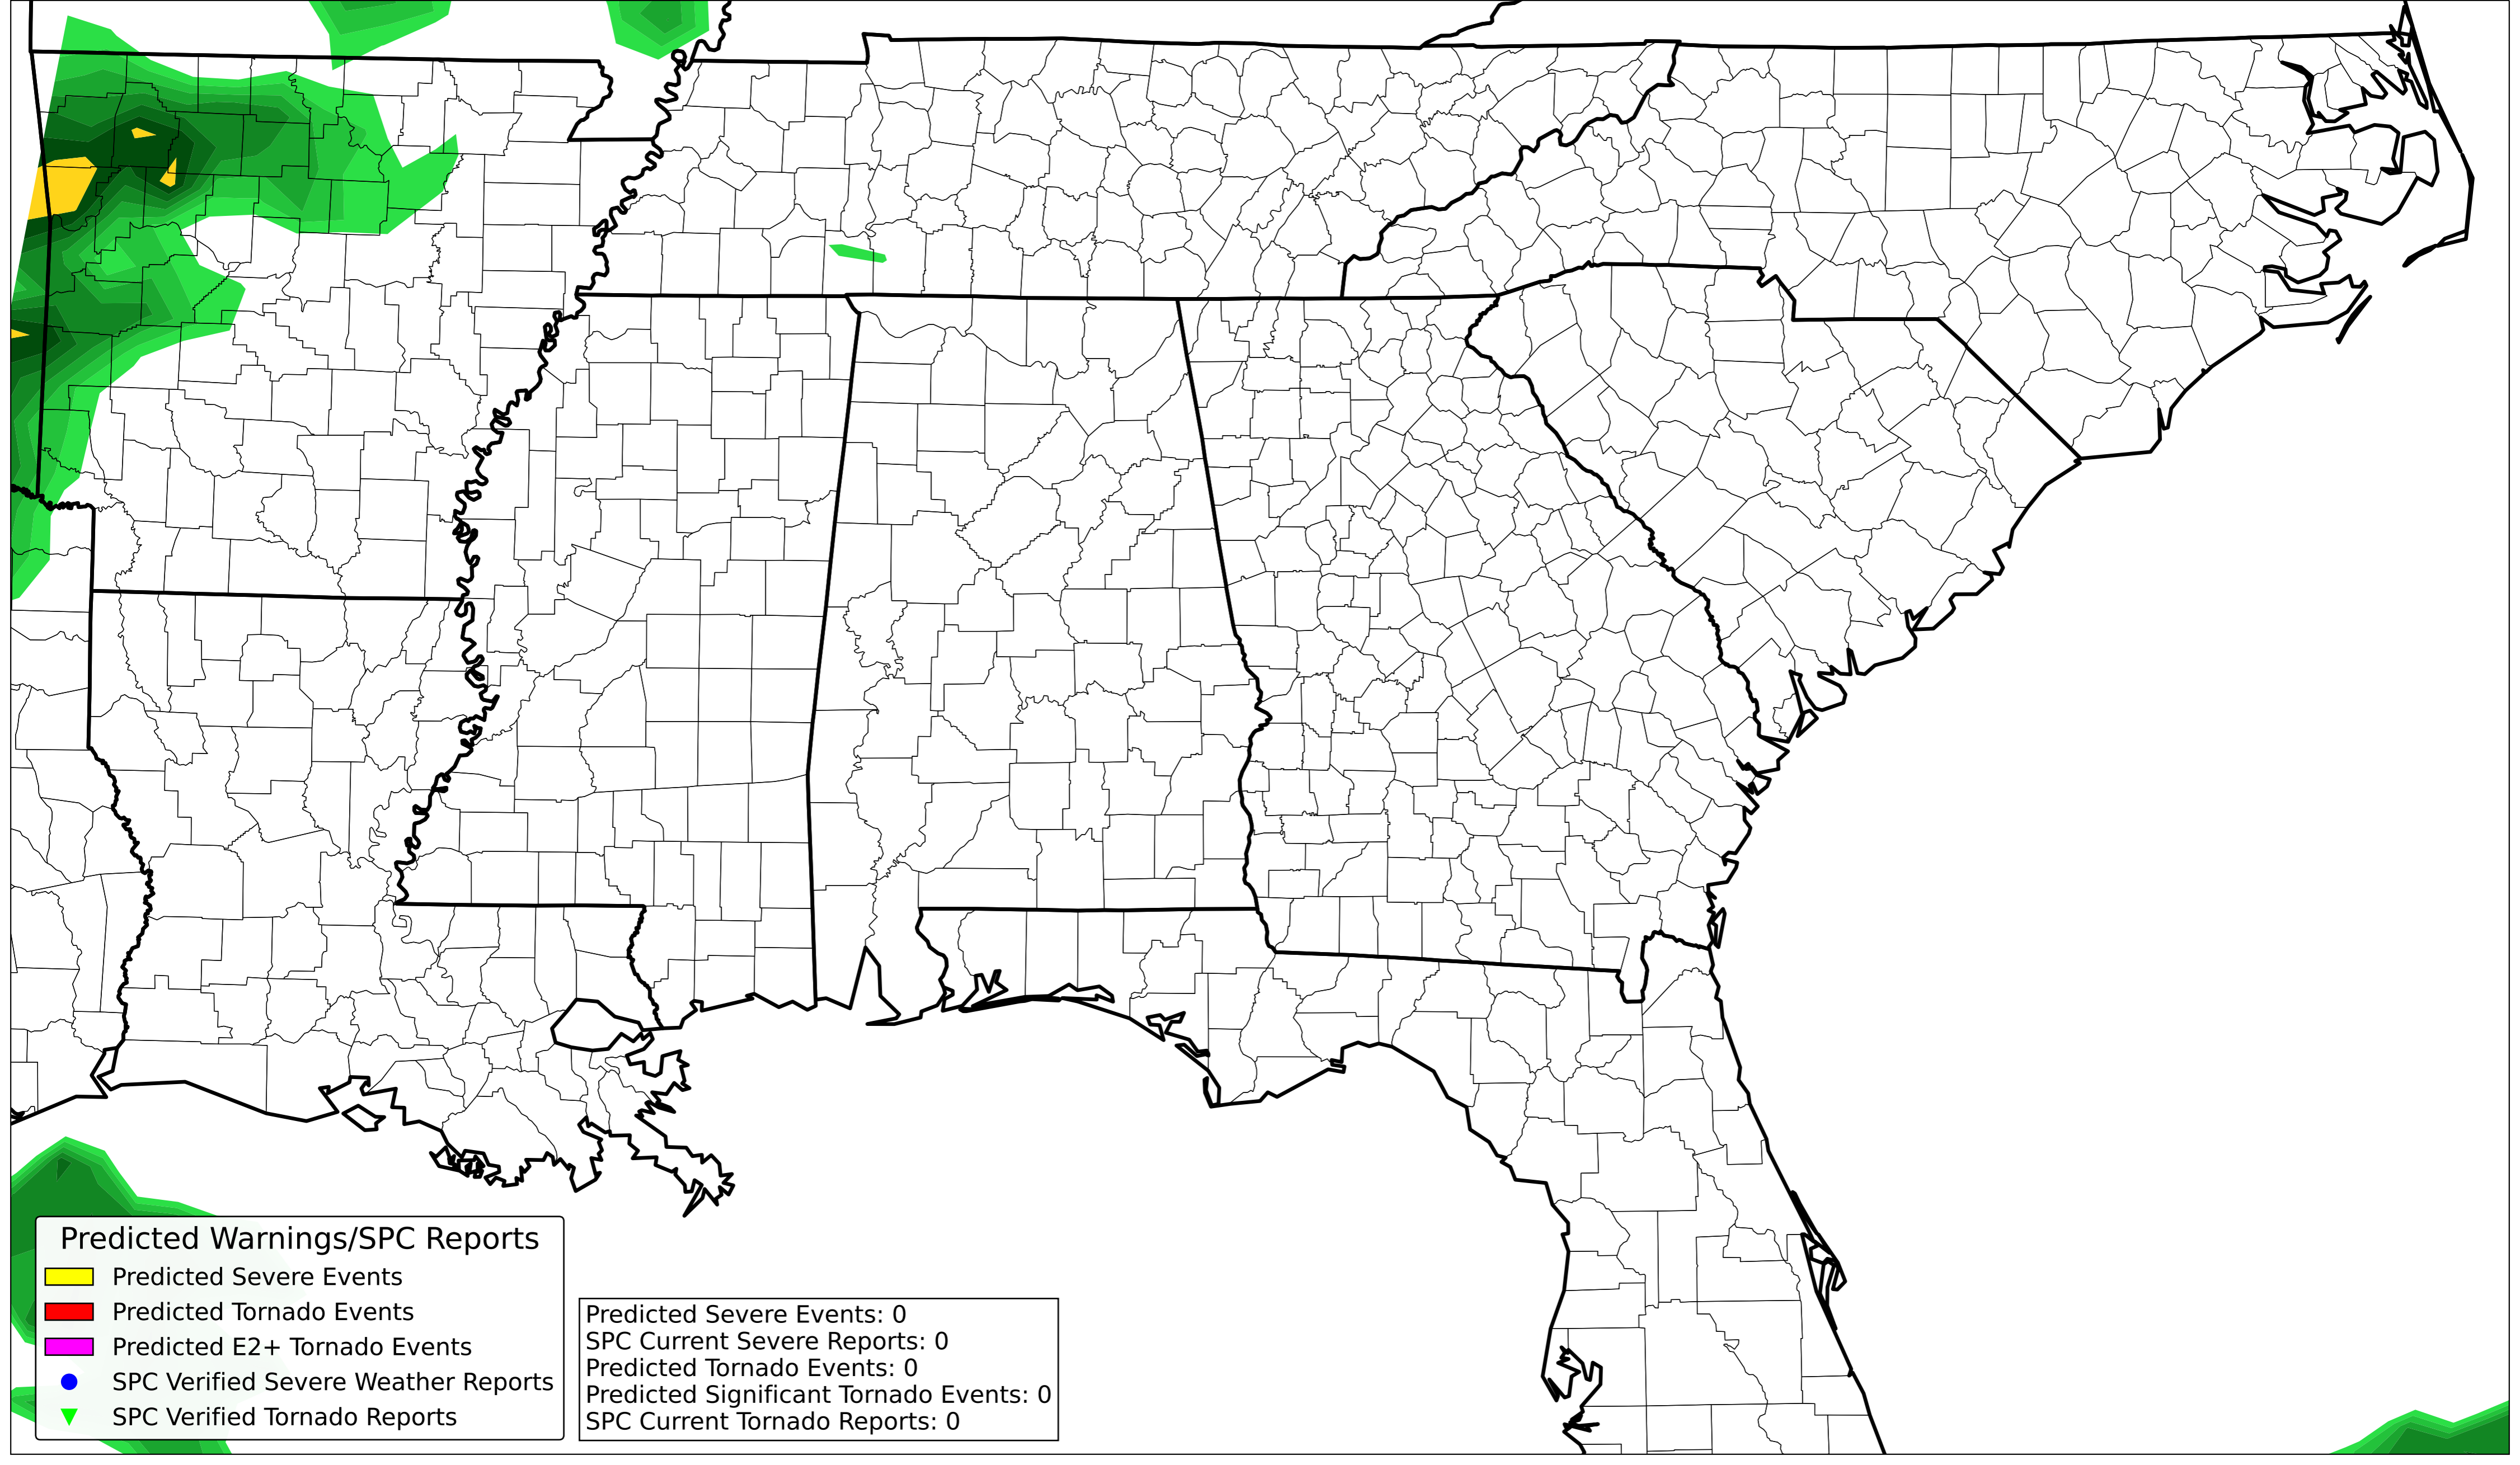 Predicted Warnings/SPC Reports
Predicted Severe Events
Predicted Tornado Events
Predicted E2+ Tornado Events
SPC Verified Severe Weather Reports
SPC Verified Tornado Reports
Predicted Severe Events: 0
SPC Current Severe Reports: 0
Predicted Tornado Events: 0
Predicted Significant Tornado Events: 0
SPC Current Tornado Reports: 0